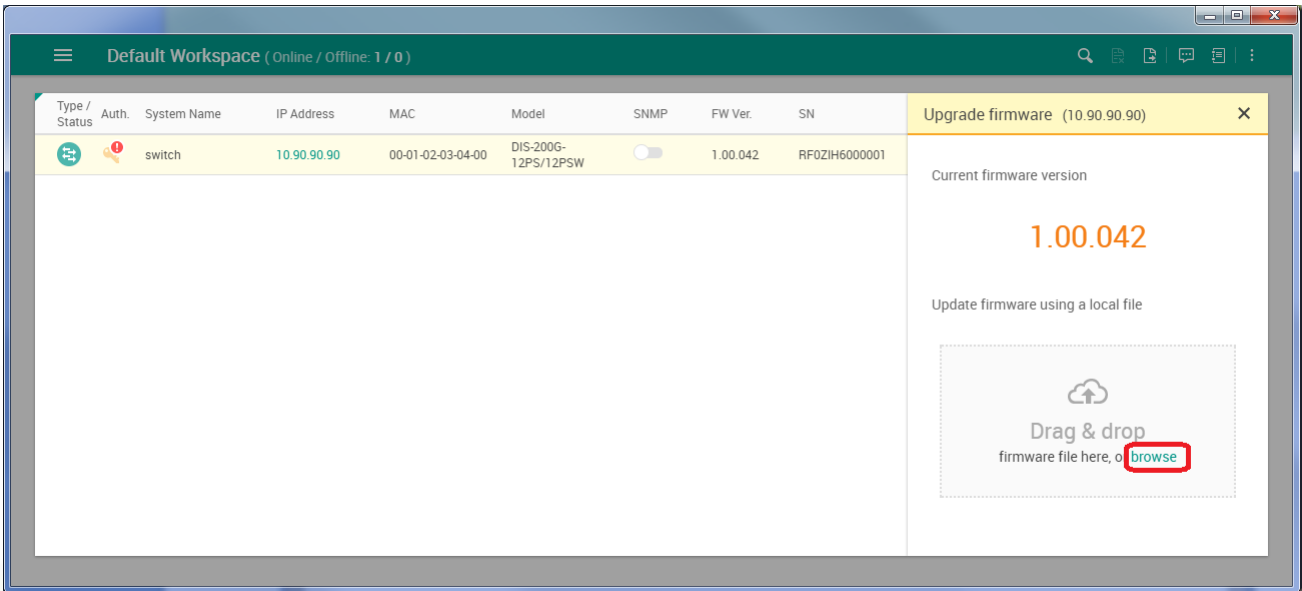 Default Workspace ( Online / Offline: 1 / 0 )
Type / Status Auth. System Name IP Address MAC Model SNMP FW Ver. SN
switch 10.90.90.90 00-01-02-03-04-00 DIS-200G-12PS/12PSW 1.00.042 RF0ZIH6000001
Upgrade firmware (10.90.90.90)
Current firmware version
1.00.042
Update firmware using a local file
Drag & drop
firmware file here, o browse